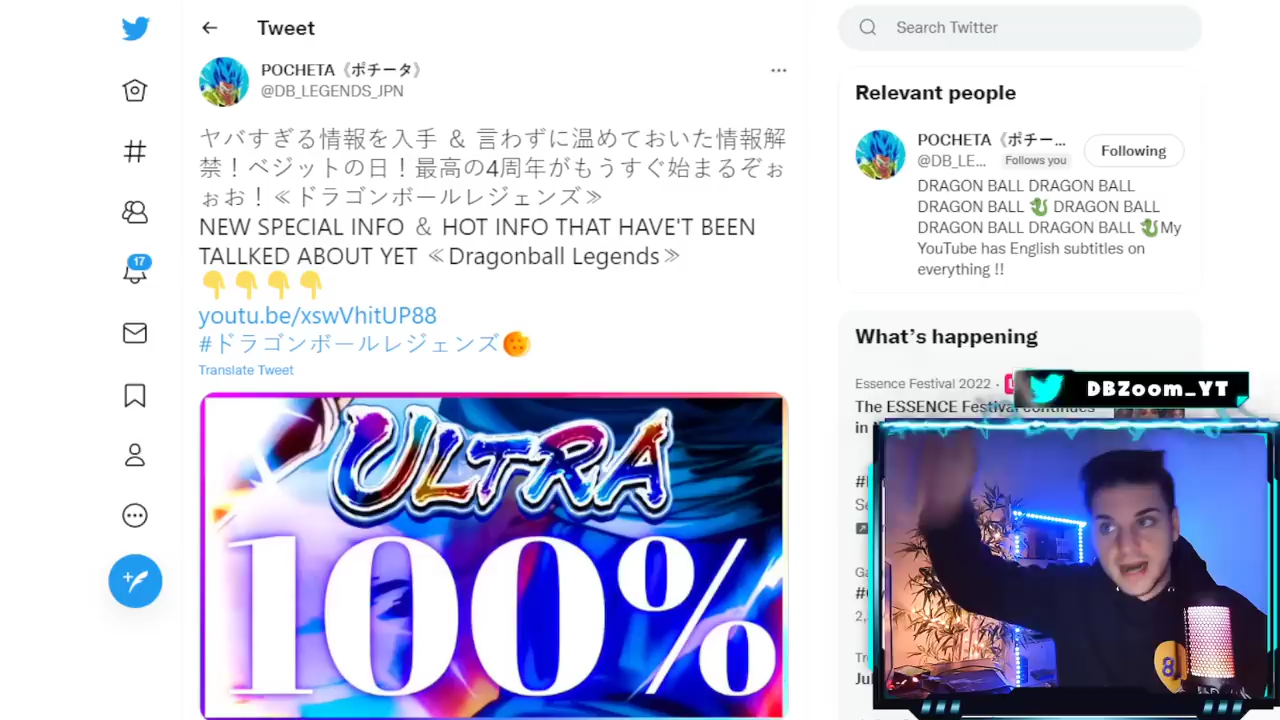 Tweet
POCHETA《ポチータ》
@DB_LEGENDS_JPN
ヤバすぎる情報を入手 ＆ 言わずに温めておいた情報解
禁！ベジットの日！最高の4周年がもうすぐ始まるぞぉ
ぉお！≪ドラゴンボールレジェンズ≫
NEW SPECIAL INFO ＆ HOT INFO THAT HAVE'T BEEN
TALLKED ABOUT YET ≪Dragonball Legends≫
youtu.be/xswVhitUP88
#ドラゴンボールレジェンズ
Translate Tweet
ULTRA
100%
17
Search Twitter
Relevant people
POCHETA《ポチー...
@DB_LE... Follows you
Following
DRAGON BALL DRAGON BALL
DRAGON BALL DRAGON BALL
DRAGON BALL DRAGON BALL My
YouTube has English subtitles on
everything !!
What's happening
Essence Festival 2022 ·
The ESSENCE Festival continues
in
DBZoom_YT
8